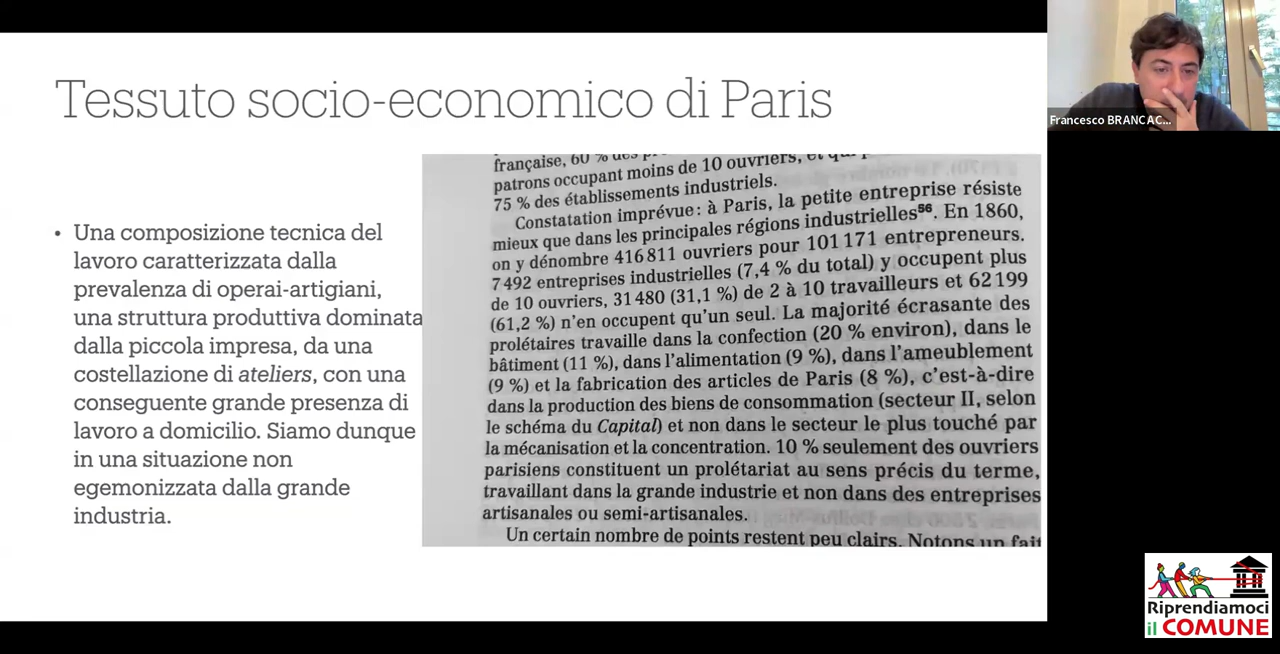 Tessuto socio-economico di Paris
• Una composizione tecnica del
lavoro caratterizzata dalla
prevalenza di operai-artigiani,
una struttura produttiva dominata
dalla piccola impresa, da una
costellazione di ateliers, con una
conseguente grande presenza di
lavoro a domicilio. Siamo dunque
in una situazione non
egemonizzata dalla grande
industria.
française, 60 % des
patrons occupant moins de 10 ouvriers, et
75 % des établissements industriels.
Constatation imprévue : à Paris, la petite entreprise résiste
mieux que dans les principales régions industrielles56. En 1860,
on y dénombre 416 811 ouvriers pour 101 171 entrepreneurs.
7 492 entreprises industrielles (7,4 % du total) y occupent plus
de 10 ouvriers, 31 480 (31,1 %) de 2 à 10 travailleurs et 62 199
(61,2 %) n'en occupent qu'un seul. La majorité écrasante des
prolétaires travaille dans la confection (20 % environ), dans le
bâtiment (11 %), dans l'alimentation (9 %), dans l'ameublement
(9 %) et la fabrication des articles de Paris (8 %), c'est-à-dire
dans la production des biens de consommation (secteur II, selon
le schéma du Capital) et non dans le secteur le plus touché par
la mécanisation et la concentration. 10 % seulement des ouvriers
parisiens constituent un prolétariat au sens précis du terme,
travaillant dans la grande industrie et non dans des entreprises
artisanales ou semi-artisanales.
Un certain nombre de points restent peu clairs. Notons un fait
Francesco BRANCAC...
Riprendiamoci
il COMUNE